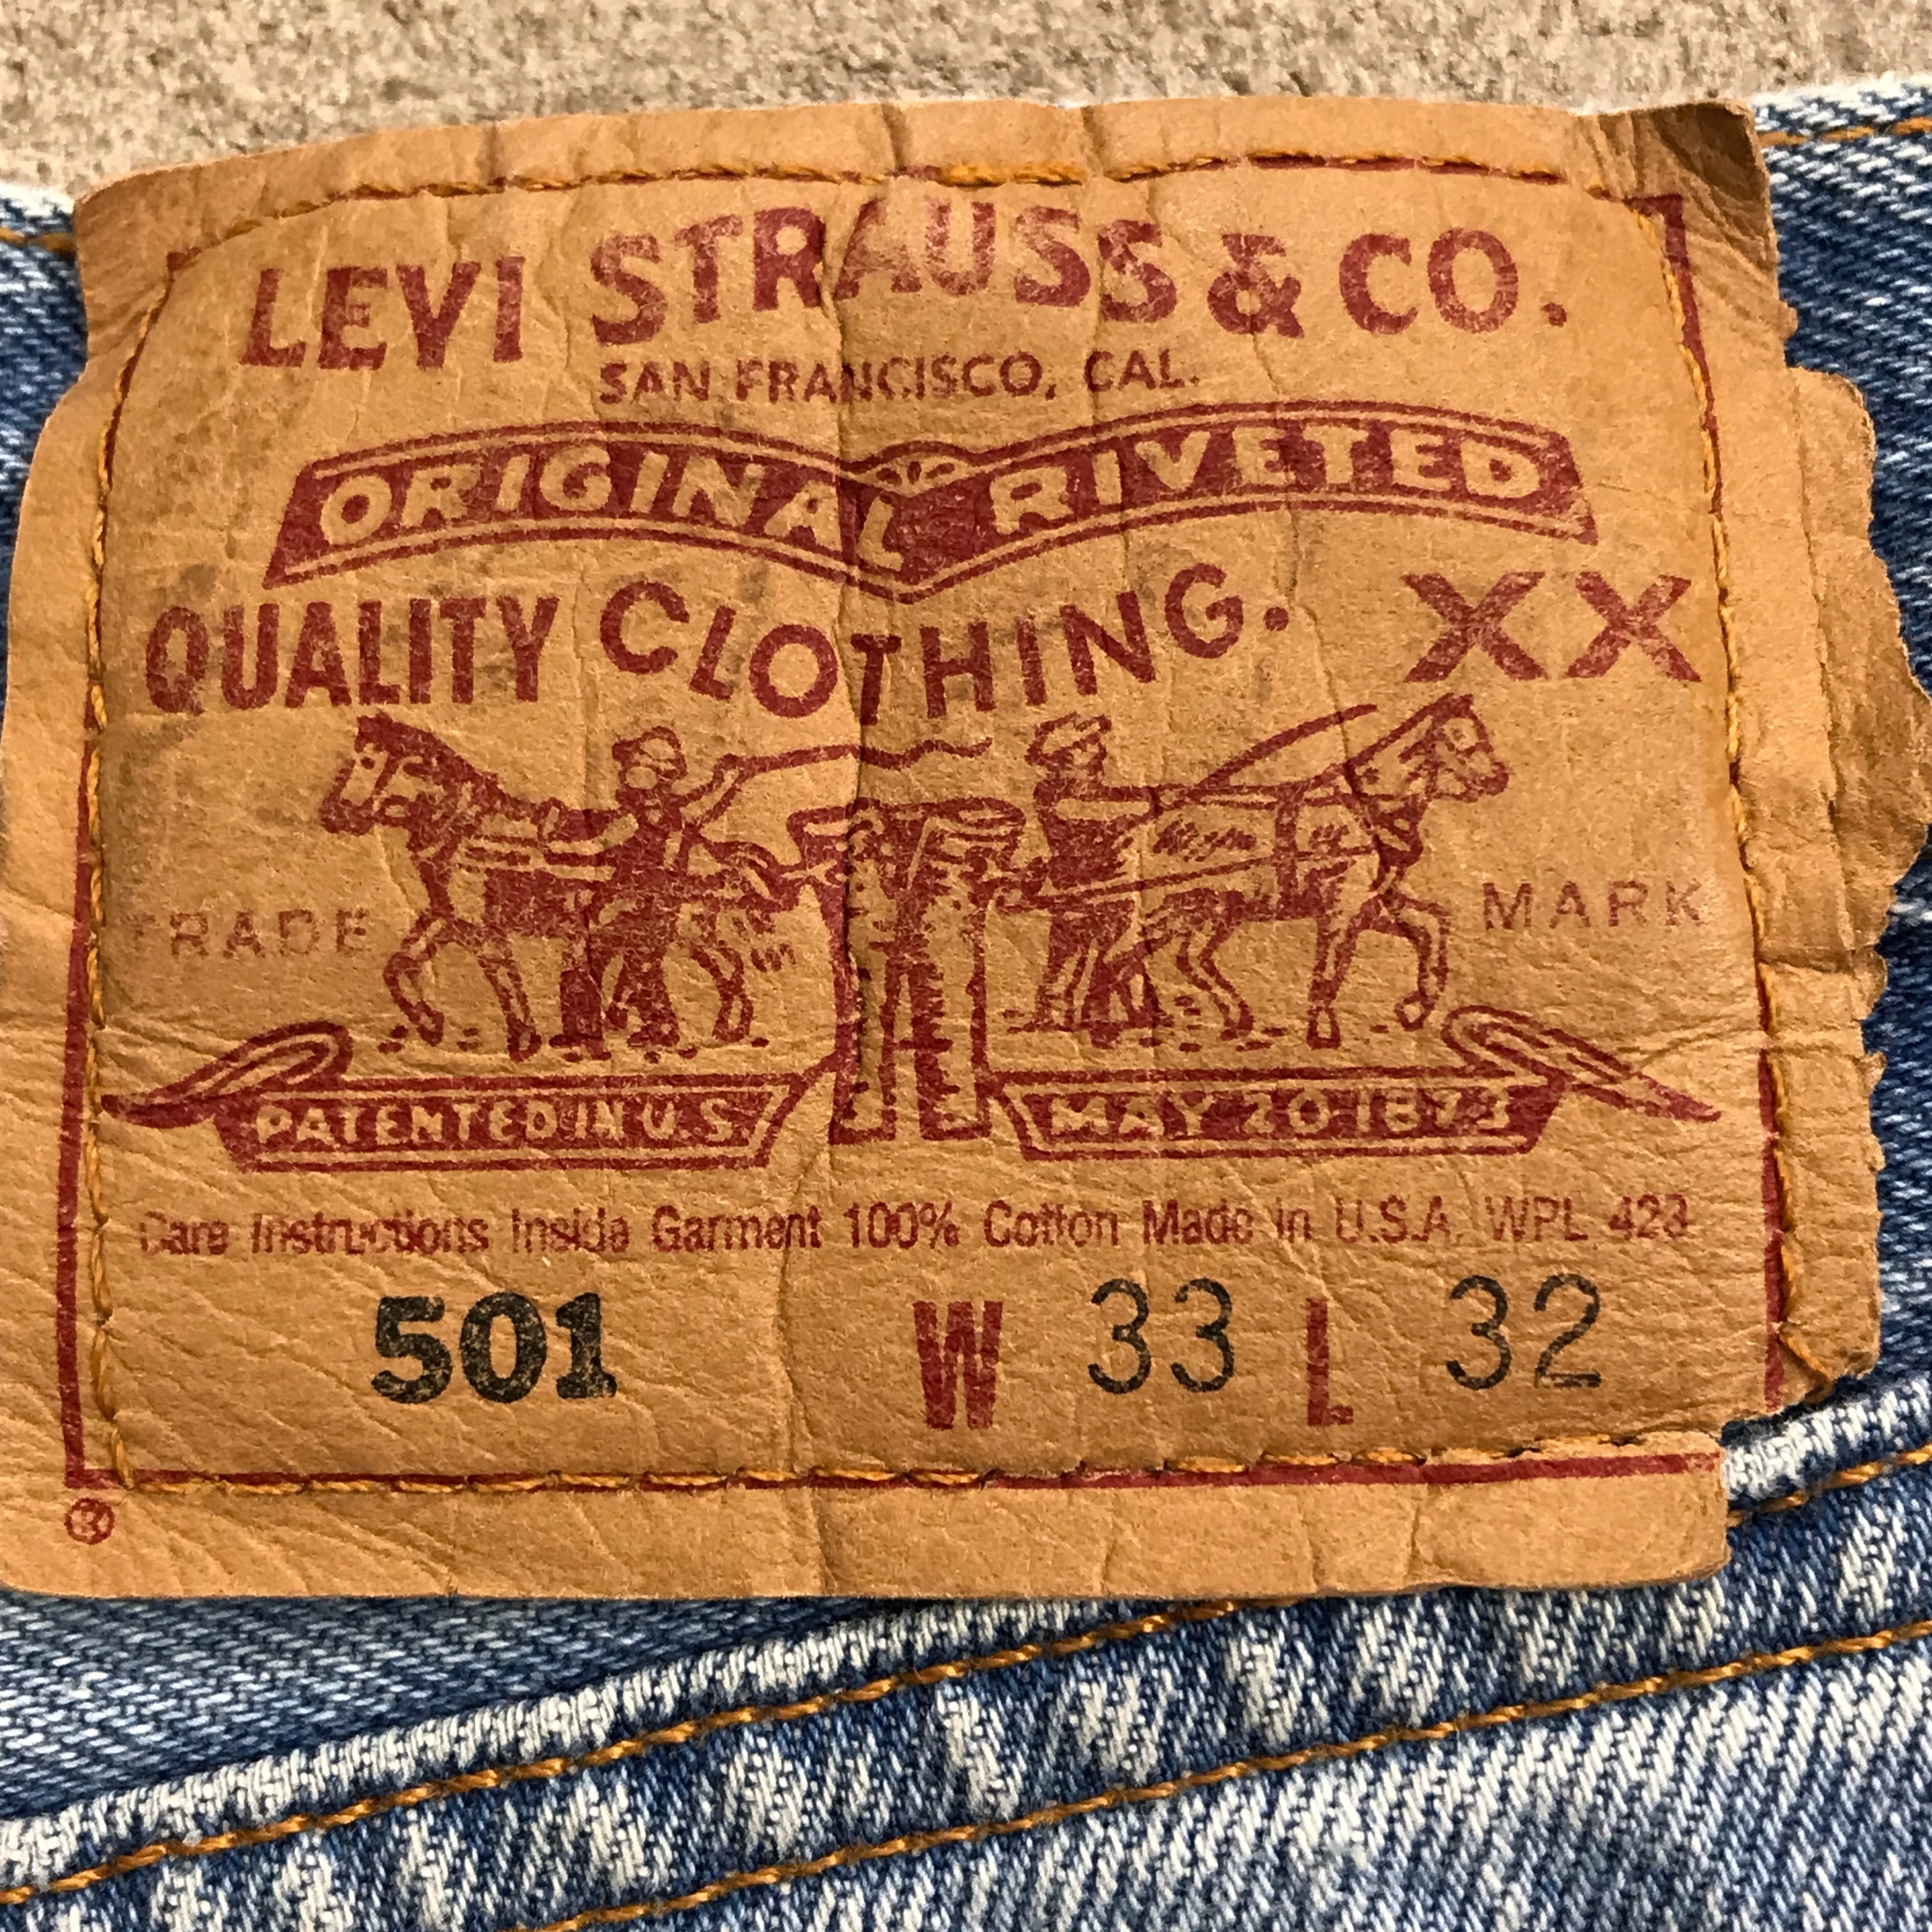 LEVI STRAUSS & CO.
SAN FRANCISCO, CAL.
ORIGINAL RIVETED
QUALITY CLOTHING. XX
TRADE MARK
PATENTED IN U.S. MAY 20 1873
Care Instructions Inside Garment 100% Cotton Made in U.S.A. WPL 423
501 W 33 L 32
®